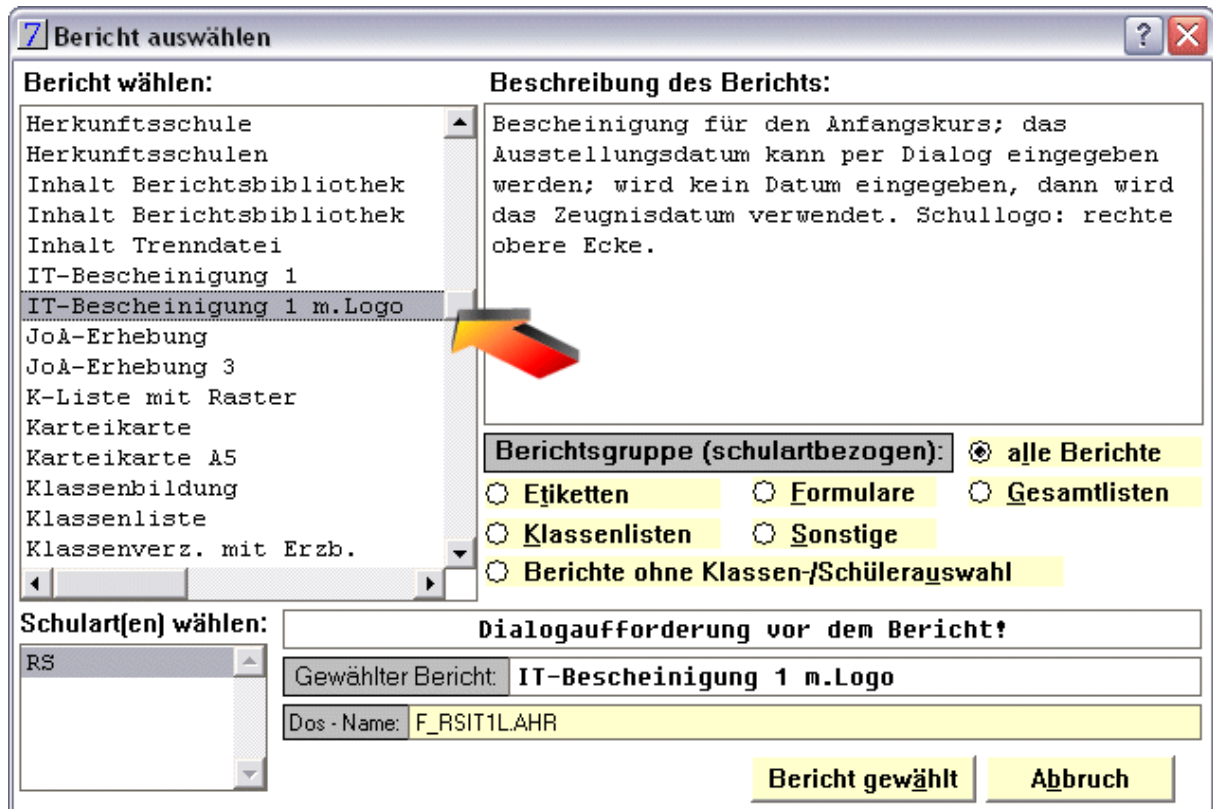 7 Bericht auswählen
?
Bericht wählen:
Herkunftsschule
Herkunftsschulen
Inhalt Berichtsbibliothek
Inhalt Berichtsbibliothek
Inhalt Trenndatei
IT-Bescheinigung 1
IT-Bescheinigung 1 m.Logo
JoA-Erhebung
JoA-Erhebung 3
K-Liste mit Raster
Karteikarte
Karteikarte A5
Klassenbildung
Klassenliste
Klassenverz. mit Erzb.
Beschreibung des Berichts:
Bescheinigung für den Anfangskurs; das
Ausstellungsdatum kann per Dialog eingegeben
werden; wird kein Datum eingegeben, dann wird
das Zeugnisdatum verwendet. Schullogo: rechte
obere Ecke.
Berichtsgruppe (schulartbezogen): alle Berichte
Etiketten Formulare Gesamtlisten
Klassenlisten Sonstige
Berichte ohne Klassen-/Schülerauswahl
Schulart(en) wählen:
RS
Dialogaufforderung vor dem Bericht!
Gewählter Bericht: IT-Bescheinigung 1 m.Logo
Dos - Name: F_RSIT1L.AHR
Bericht gewählt Abbruch